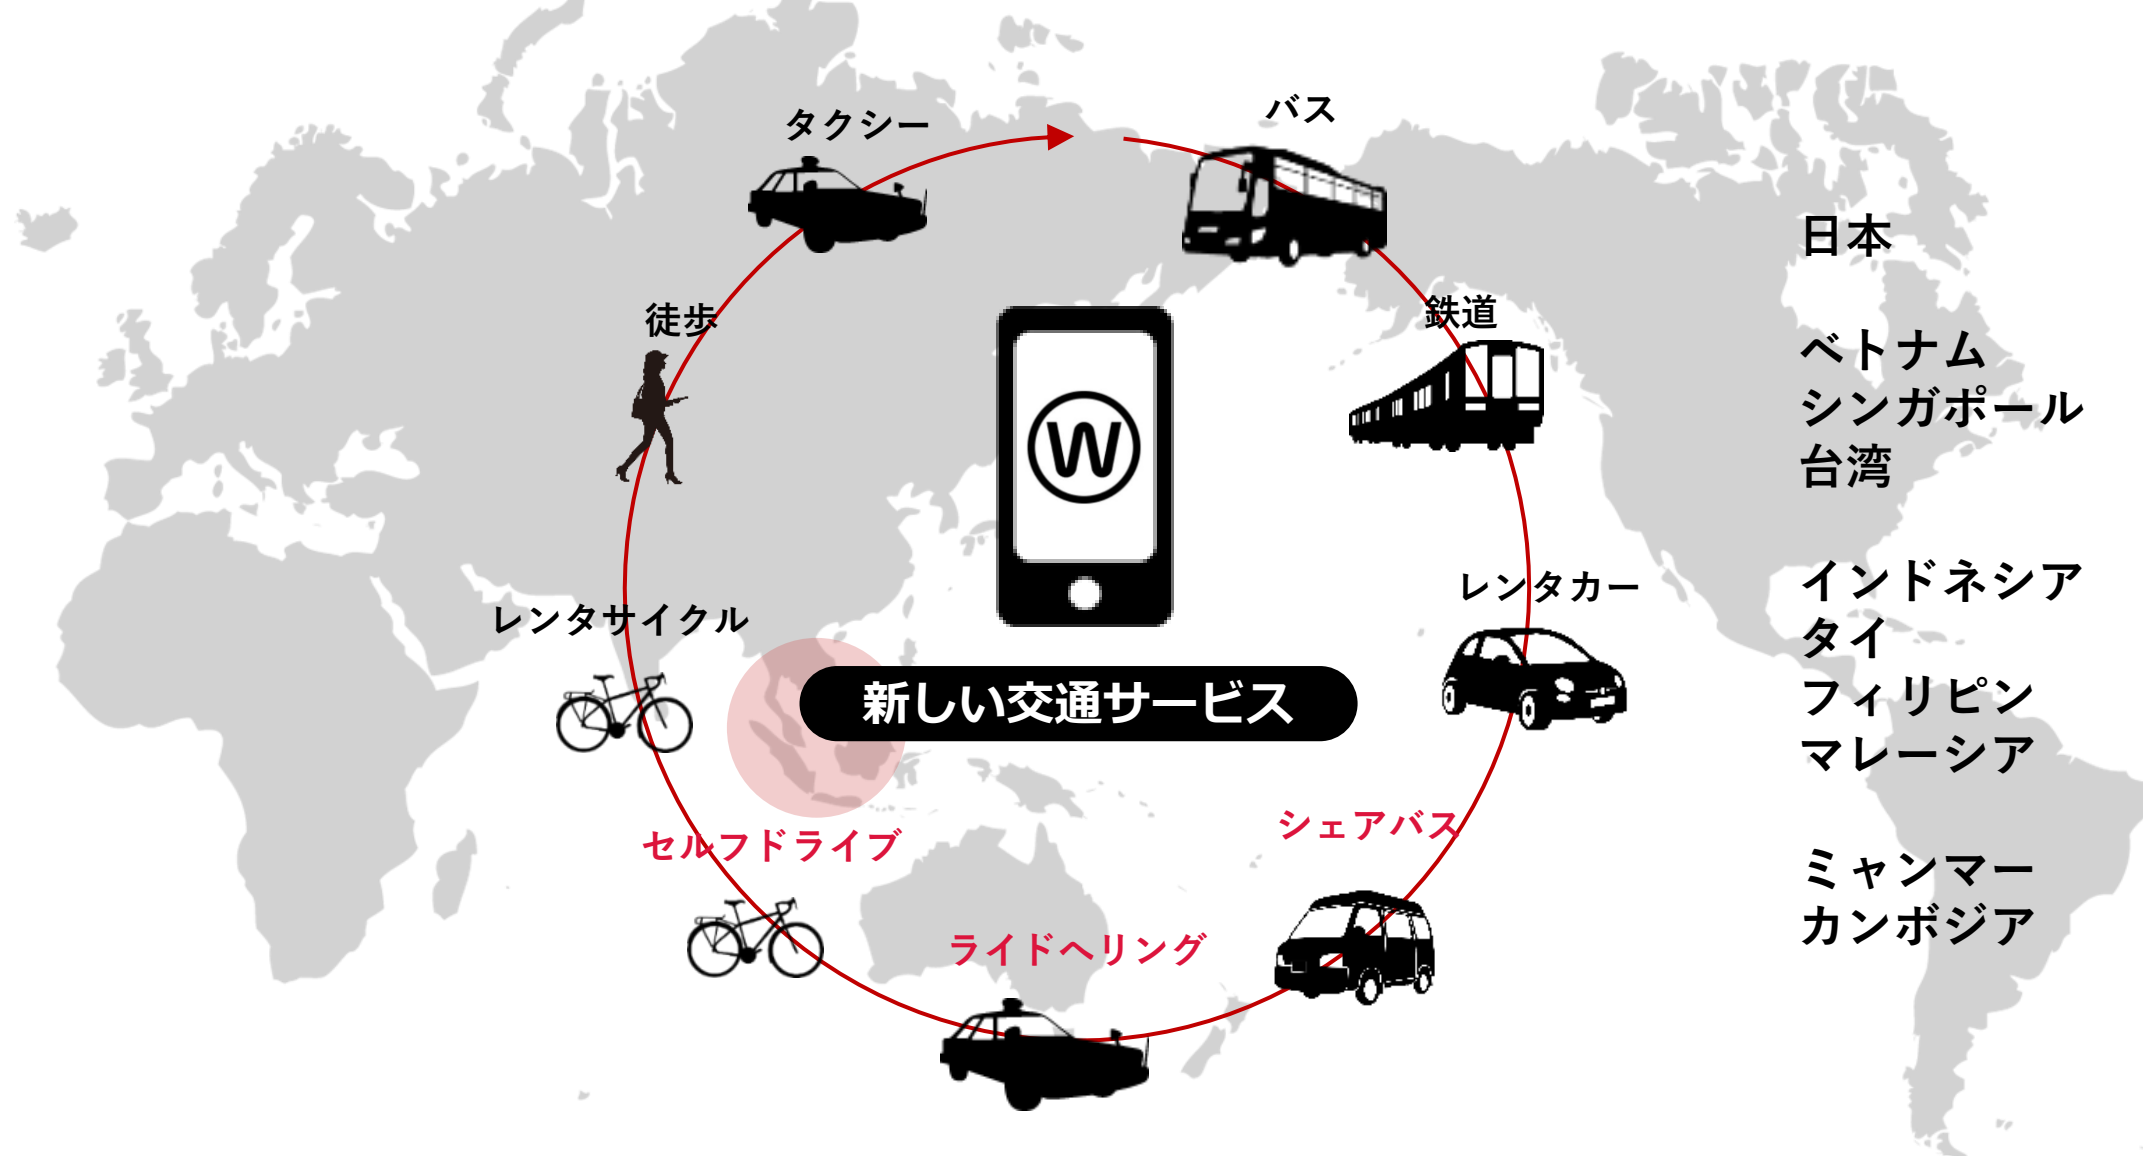 タクシー
バス
徒歩
鉄道
W
レンタカー
レンタサイクル
新しい交通サービス
シェアバス
セルフドライブ
ライドヘリング
日本
ベトナム
シンガポール
台湾
インドネシア
タイ
フィリピン
マレーシア
ミャンマー
カンボジア